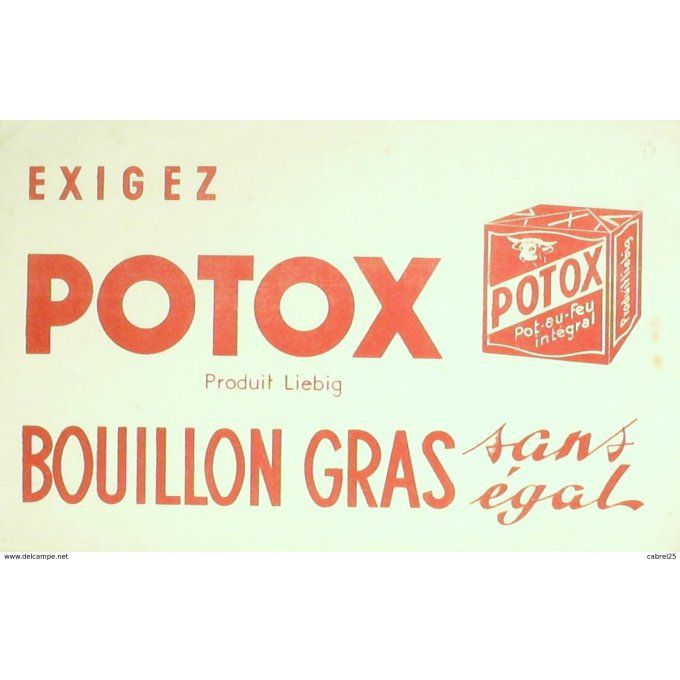 EXIGEZ
POTOX
Produit Liebig
BOUILLON GRAS sans égal
POTOX
Pot-au-feu
intégral
Produit Liebig
www.delcampe.net
cabrel25